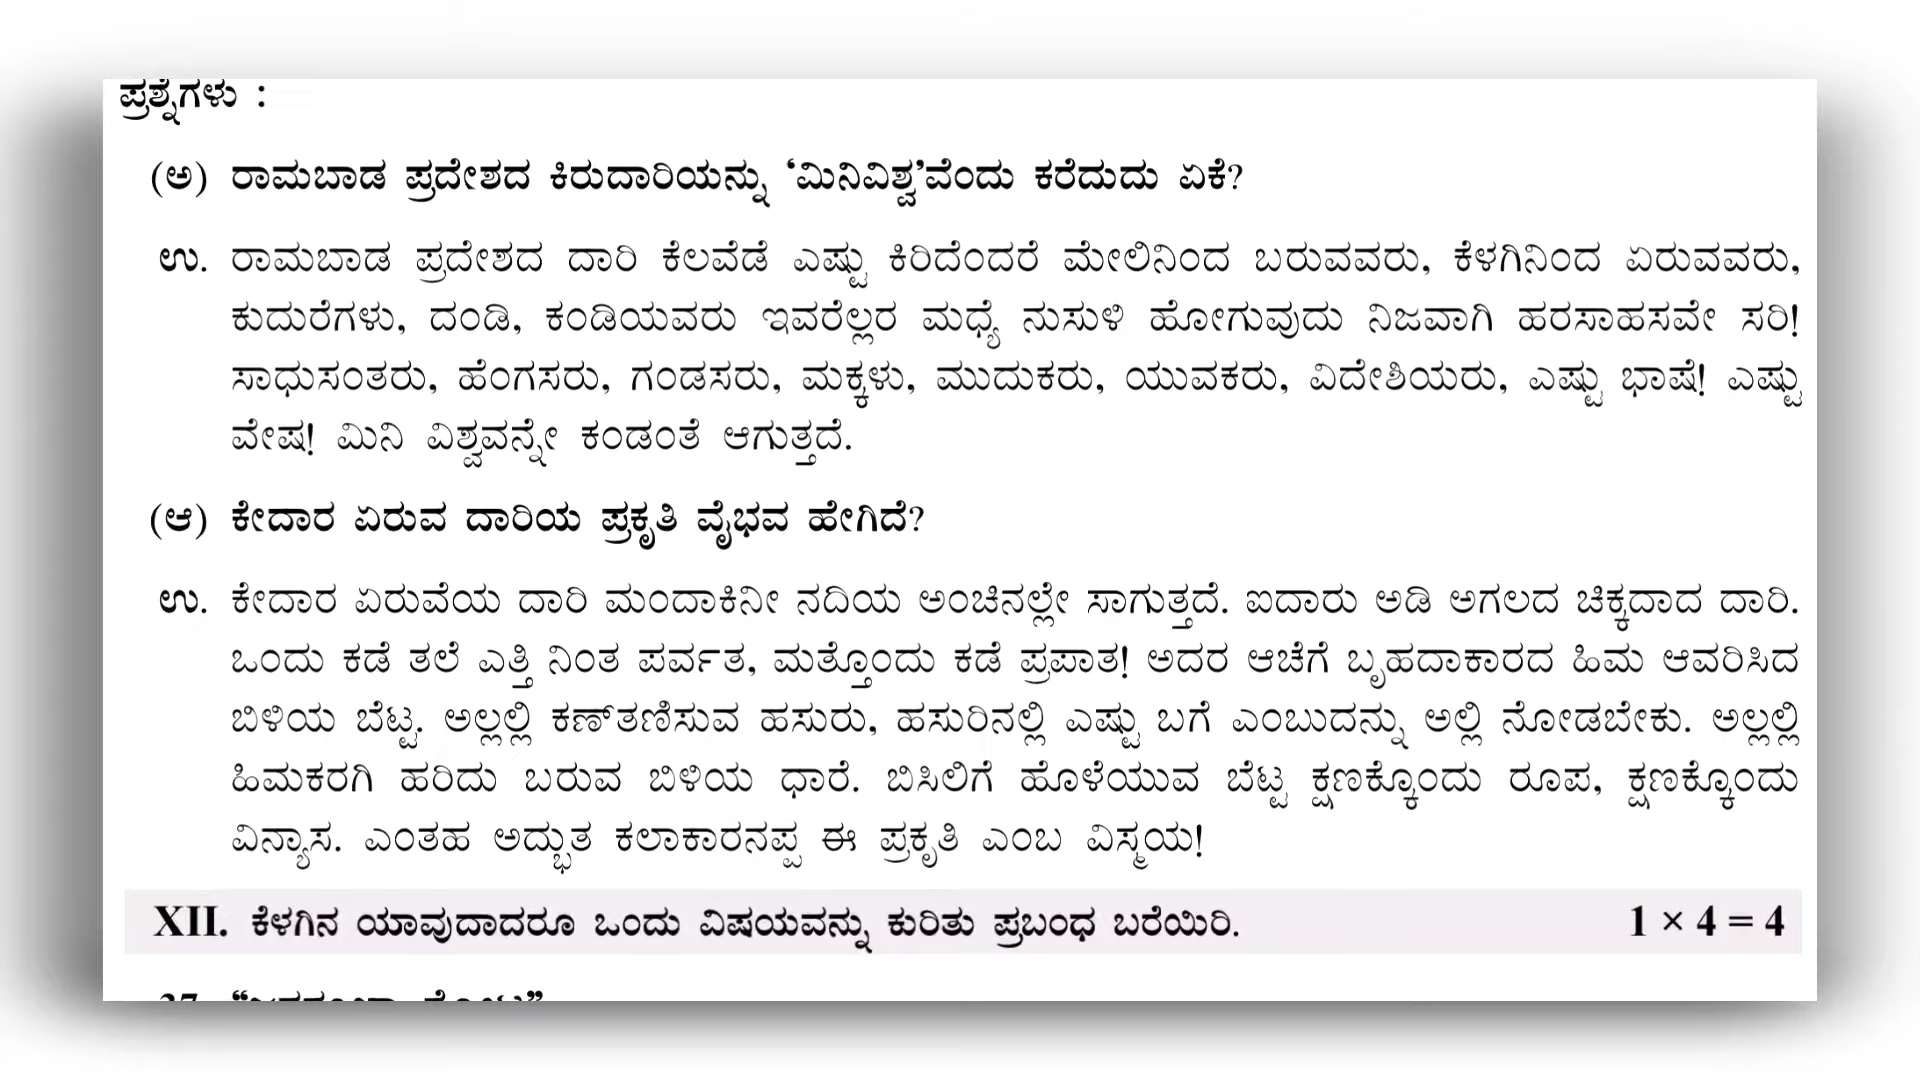 ಪ್ರಶ್ನೆಗಳು :
(ಅ) ರಾಮಬಾಡ ಪ್ರದೇಶದ ಕಿರುದಾರಿಯನ್ನು ‘ಮಿನಿವಿಶ್ವ’ವೆಂದು ಕರೆದುದು ಏಕೆ?
ಉ. ರಾಮಬಾಡ ಪ್ರದೇಶದ ದಾರಿ ಕೆಲವೆಡೆ ಎಷ್ಟು ಕಿರಿದೆಂದರೆ ಮೇಲಿನಿಂದ ಬರುವವರು, ಕೆಳಗಿನಿಂದ ಏರುವವರು,
ಕುದುರೆಗಳು, ದಂಡಿ, ಕಂಡಿಯವರು ಇವರೆಲ್ಲರ ಮಧ್ಯೆ ನುಸುಳಿ ಹೋಗುವುದು ನಿಜವಾಗಿ ಹರಸಾಹಸವೇ ಸರಿ!
ಸಾಧುಸಂತರು, ಹೆಂಗಸರು, ಗಂಡಸರು, ಮಕ್ಕಳು, ಮುದುಕರು, ಯುವಕರು, ವಿದೇಶಿಯರು, ಎಷ್ಟು ಭಾಷೆ! ಎಷ್ಟು
ವೇಷ! ಮಿನಿ ವಿಶ್ವವನ್ನೇ ಕಂಡಂತೆ ಆಗುತ್ತದೆ.
(ಆ) ಕೇದಾರ ಏರುವ ದಾರಿಯ ಪ್ರಕೃತಿ ವೈಭವ ಹೇಗಿದೆ?
ಉ. ಕೇದಾರ ಏರುವೆಯ ದಾರಿ ಮಂದಾಕಿನೀ ನದಿಯ ಅಂಚಿನಲ್ಲೇ ಸಾಗುತ್ತದೆ. ಐದಾರು ಅಡಿ ಅಗಲದ ಚಿಕ್ಕದಾದ ದಾರಿ.
ಒಂದು ಕಡೆ ತಲೆ ಎತ್ತಿ ನಿಂತ ಪರ್ವತ, ಮತ್ತೊಂದು ಕಡೆ ಪ್ರಪಾತ! ಅದರ ಆಚೆಗೆ ಬೃಹದಾಕಾರದ ಹಿಮ ಆವರಿಸಿದ
ಬಿಳಿಯ ಬೆಟ್ಟ. ಅಲ್ಲಲ್ಲಿ ಕಣ್‌ತಣಿಸುವ ಹಸುರು, ಹಸುರಿನಲ್ಲಿ ಎಷ್ಟು ಬಗೆ ಎಂಬುದನ್ನು ಅಲ್ಲಿ ನೋಡಬೇಕು. ಅಲ್ಲಲ್ಲಿ
ಹಿಮಕರಗಿ ಹರಿದು ಬರುವ ಬಿಳಿಯ ಧಾರೆ. ಬಿಸಿಲಿಗೆ ಹೊಳೆಯುವ ಬೆಟ್ಟ ಕ್ಷಣಕ್ಕೊಂದು ರೂಪ, ಕ್ಷಣಕ್ಕೊಂದು
ವಿನ್ಯಾಸ. ಎಂತಹ ಅದ್ಭುತ ಕಲಾಕಾರನಪ್ಪ ಈ ಪ್ರಕೃತಿ ಎಂಬ ವಿಸ್ಮಯ!
XII. ಕೆಳಗಿನ ಯಾವುದಾದರೂ ಒಂದು ವಿಷಯವನ್ನು ಕುರಿತು ಪ್ರಬಂಧ ಬರೆಯಿರಿ. 1 × 4 = 4